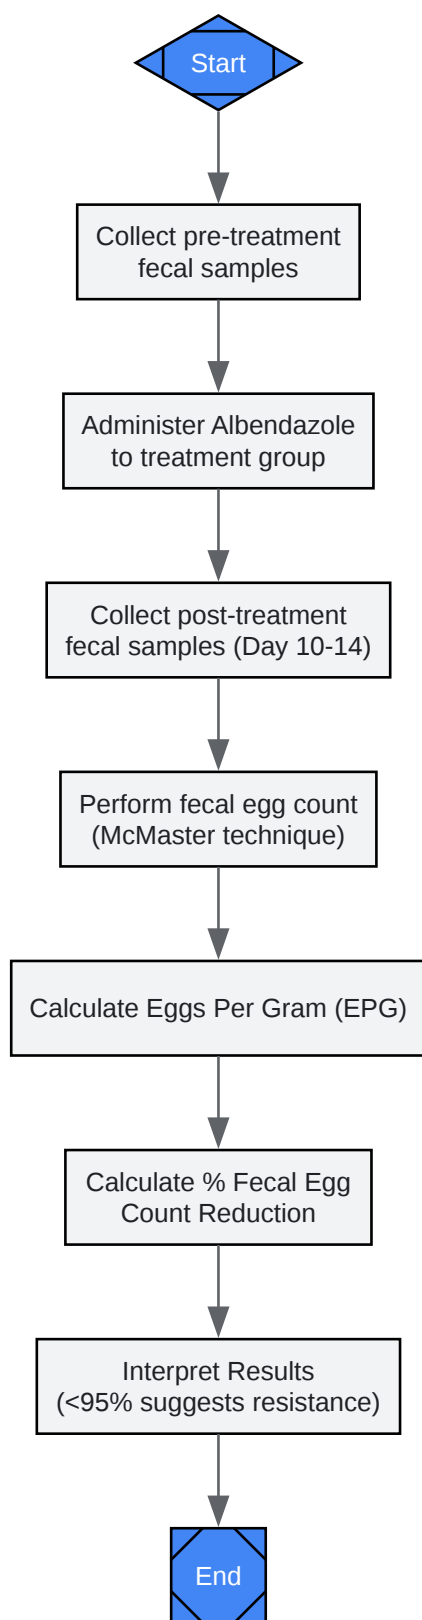 Start
Collect pre-treatment
fecal samples
Administer Albendazole
to treatment group
Collect post-treatment
fecal samples (Day 10-14)
Perform fecal egg count
(McMaster technique)
Calculate Eggs Per Gram (EPG)
Calculate % Fecal Egg
Count Reduction
Interpret Results
(<95% suggests resistance)
End